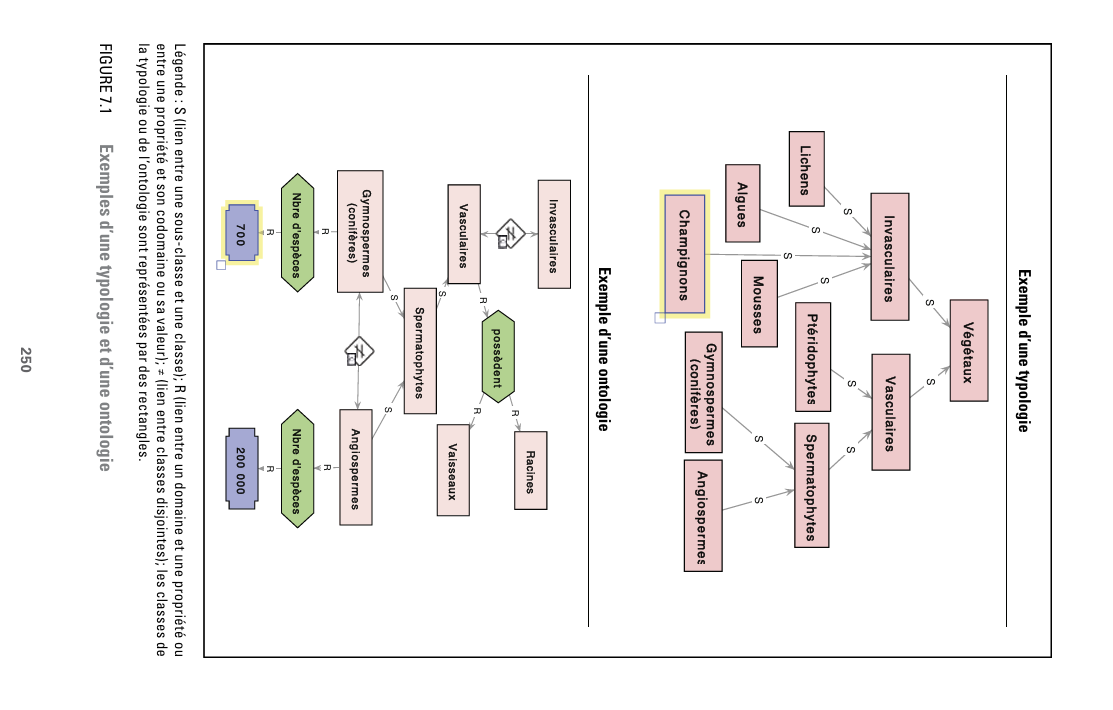 Exemple d'une typologie
Végétaux
S
S
Invasculaires
Vasculaires
S
S
S
S
S
S
Lichens
Ptéridophytes
Spermatophytes
Algues
Mousses
S
S
Champignons
Gymnospermes
(conifères)
Angiospermes
Exemple d'une ontologie
Invasculaires
Racines
≠
R
possèdent
R
R
Vasculaires
Vaisseaux
S
Spermatophytes
S
S
Gymnospermes
(conifères)
≠
Angiospermes
R
R
Nbre d'espèces
Nbre d'espèces
R
R
700
200 000
Légende : S (lien entre une sous-classe et une classe); R (lien entre un domaine et une propriété ou
entre une propriété et son codomaine ou sa valeur); ≠ (lien entre classes disjointes); les classes de
la typologie ou de l'ontologie sont représentées par des rectangles.
FIGURE 7.1 Exemples d'une typologie et d'une ontologie
250